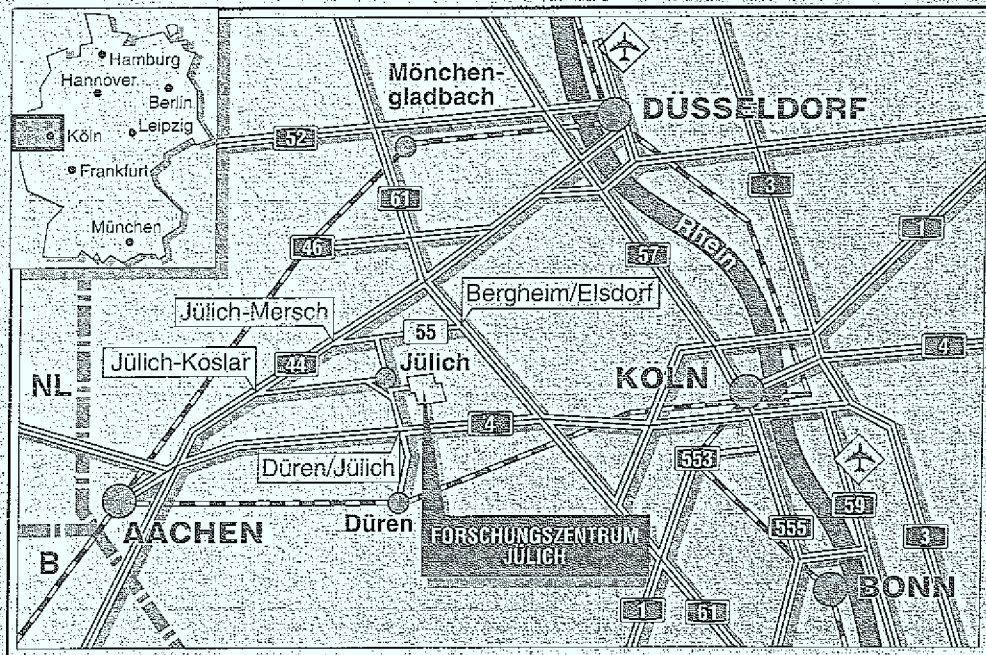 Hamburg
Hannover
Berlin
Leipzig
Köln
Frankfurt
München
Mönchen-
gladbach
DÜSSELDORF
52
61
3
46
57
Rhein
1
Bergheim/Elsdorf
Jülich-Mersch
55
Jülich-Koslar
44
Jülich
4
NL
KÖLN
4
Düren/Jülich
553
AACHEN
Düren
FORSCHUNGSZENTRUM
JÜLICH
555
59
3
B
BONN
1
61